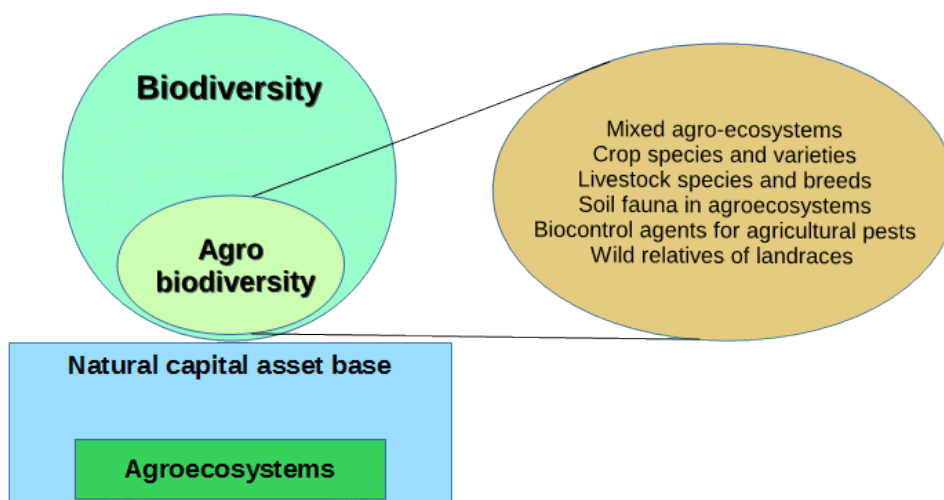 Biodiversity
Agro
biodiversity
Mixed agro-ecosystems
Crop species and varieties
Livestock species and breeds
Soil fauna in agroecosystems
Biocontrol agents for agricultural pests
Wild relatives of landraces
Natural capital asset base
Agroecosystems